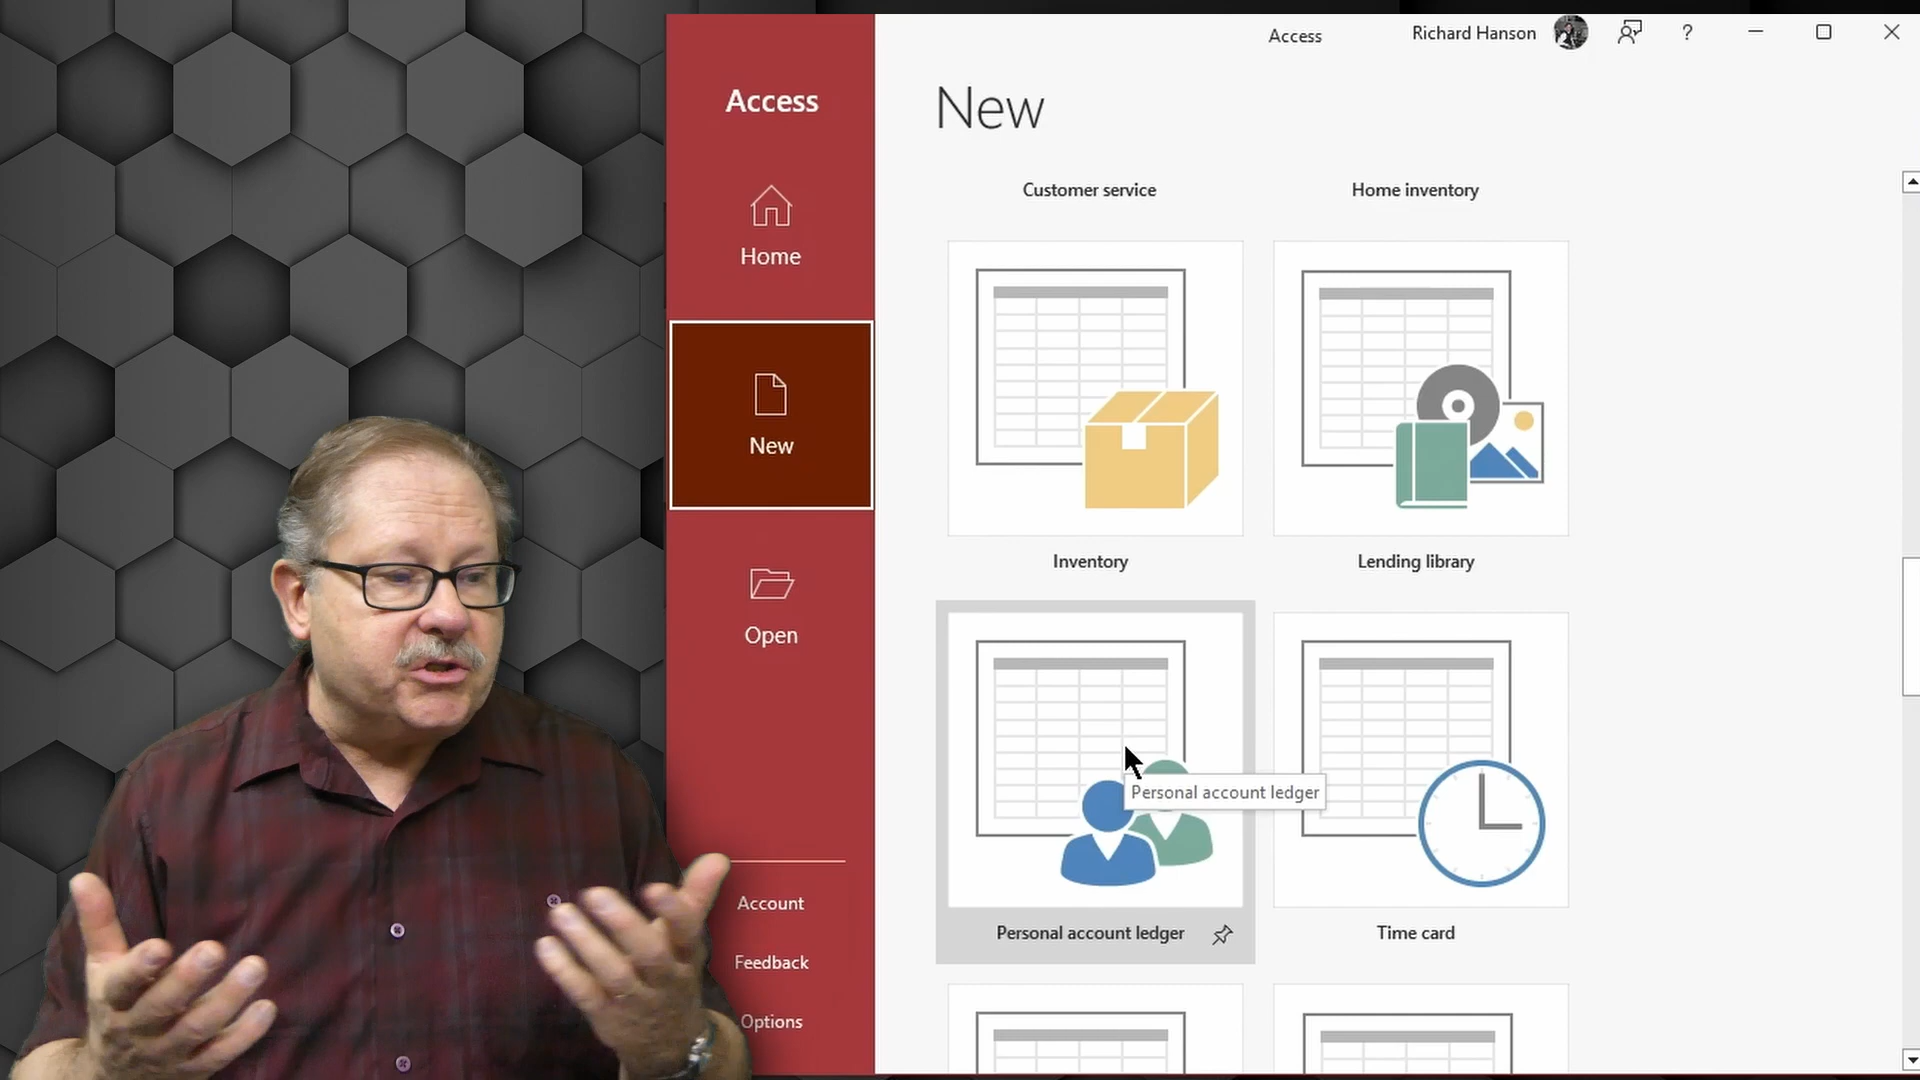 Access
Richard Hanson
?
Access
New
Customer service
Home inventory
Home
New
Inventory
Lending library
Open
Personal account ledger
Personal account ledger
Time card
Account
Feedback
Options